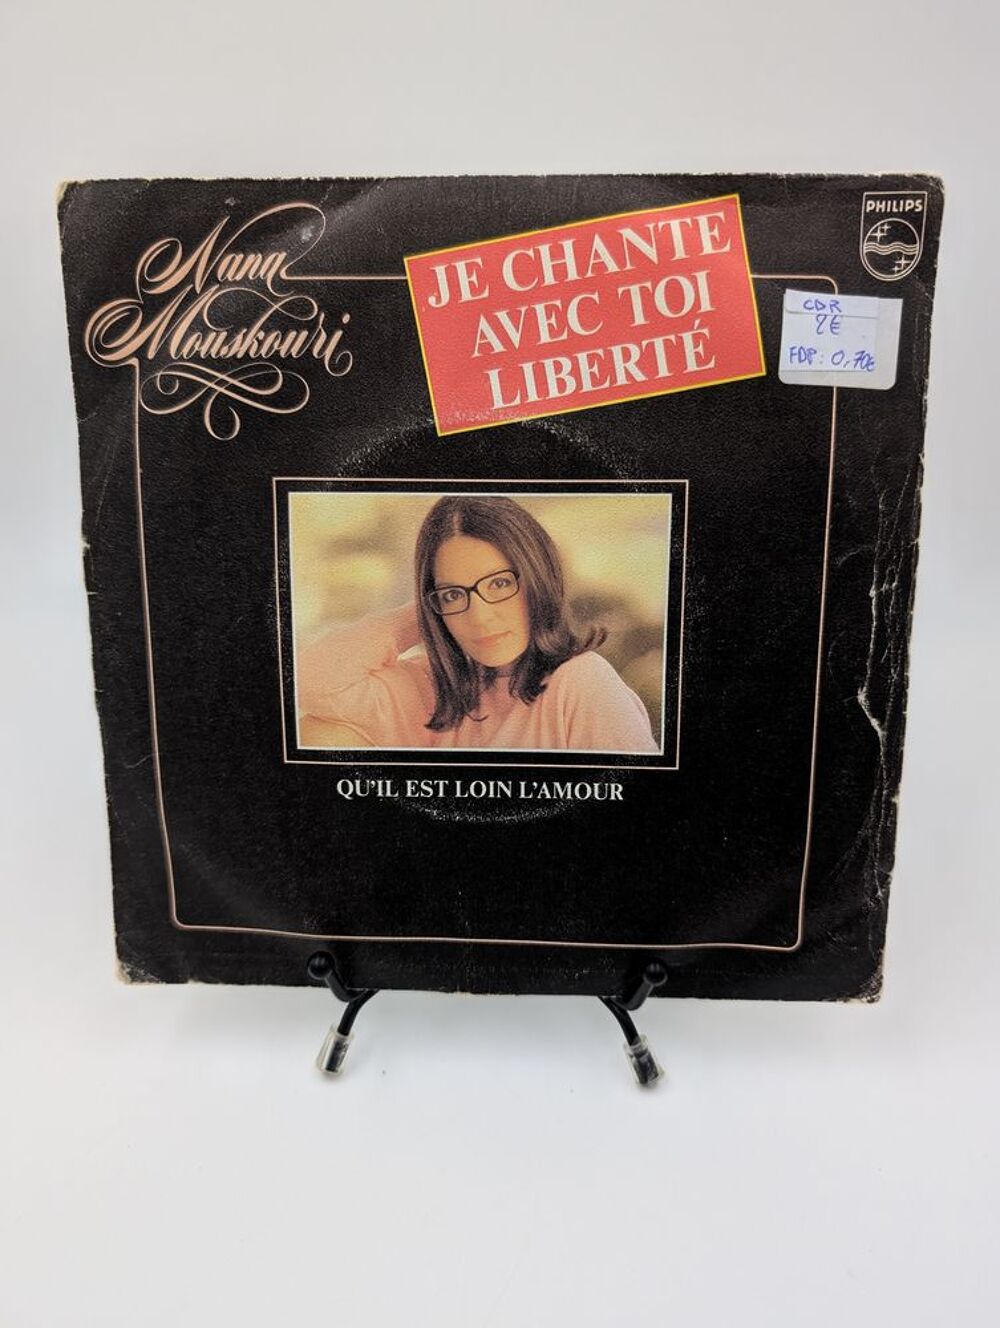 Nana
Mouskouri
JE CHANTE
AVEC TOI
LIBERTÉ
PHILIPS
CDR
2€
FDP: 0,70€
QU'IL EST LOIN L'AMOUR